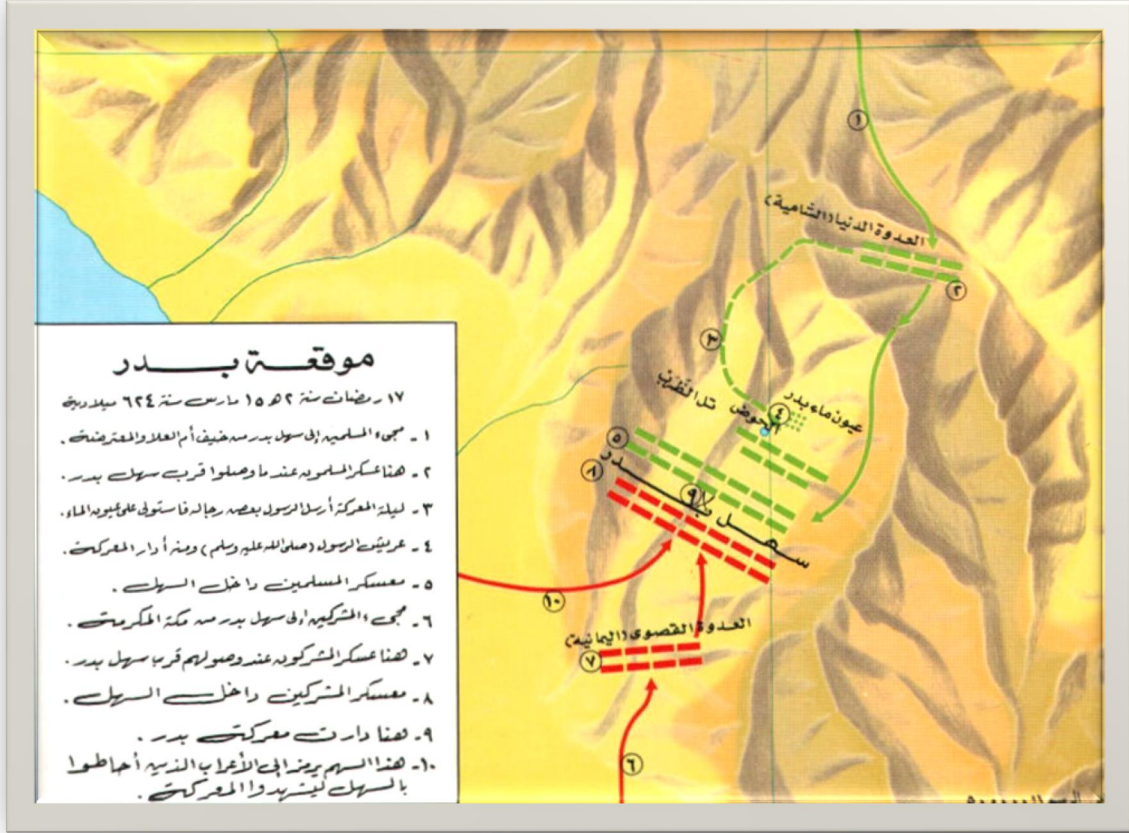 موقعة بدر
١٧ رمضان سنة ٢ هـ ١٥ مارس سنة ٦٢٤ ميلادية
١ ـ مجيء المسلمين إلى سهل بدر من خيف أم العلا والمعترضة .
٢ ـ هنا عسكر المسلمون عندما وصلوا قرب سهل بدر .
٣ ـ ليلة المعركة أرسل الرسول بعض رجاله فاستولى على عيون الماء .
٤ ـ عريش الرسول (صلى الله عليه وسلم) ومنه أدار المعركة .
٥ ـ معسكر المسلمين داخل السهل .
٦ ـ مجيء المشركين إلى سهل بدر من مكة المكرمة .
٧ ـ هنا عسكر المشركون عند وصولهم قرب سهل بدر .
٨ ـ معسكر المشركين داخل السهل .
٩ ـ هنا دارت معركة بدر .
١٠ ـ هذا السهم يرمز إلى الأعراب الذين أحاطوا
بالسهل ليشهدوا المعركة .
١
العدوة الدنيا (الشامية)
٢
٣
تل الظرب
الحوض
٤
عيون ماء بدر
٥
٨
سهل بدر
٩
١٠
العدوة القصوى (اليمانية)
٧
٦